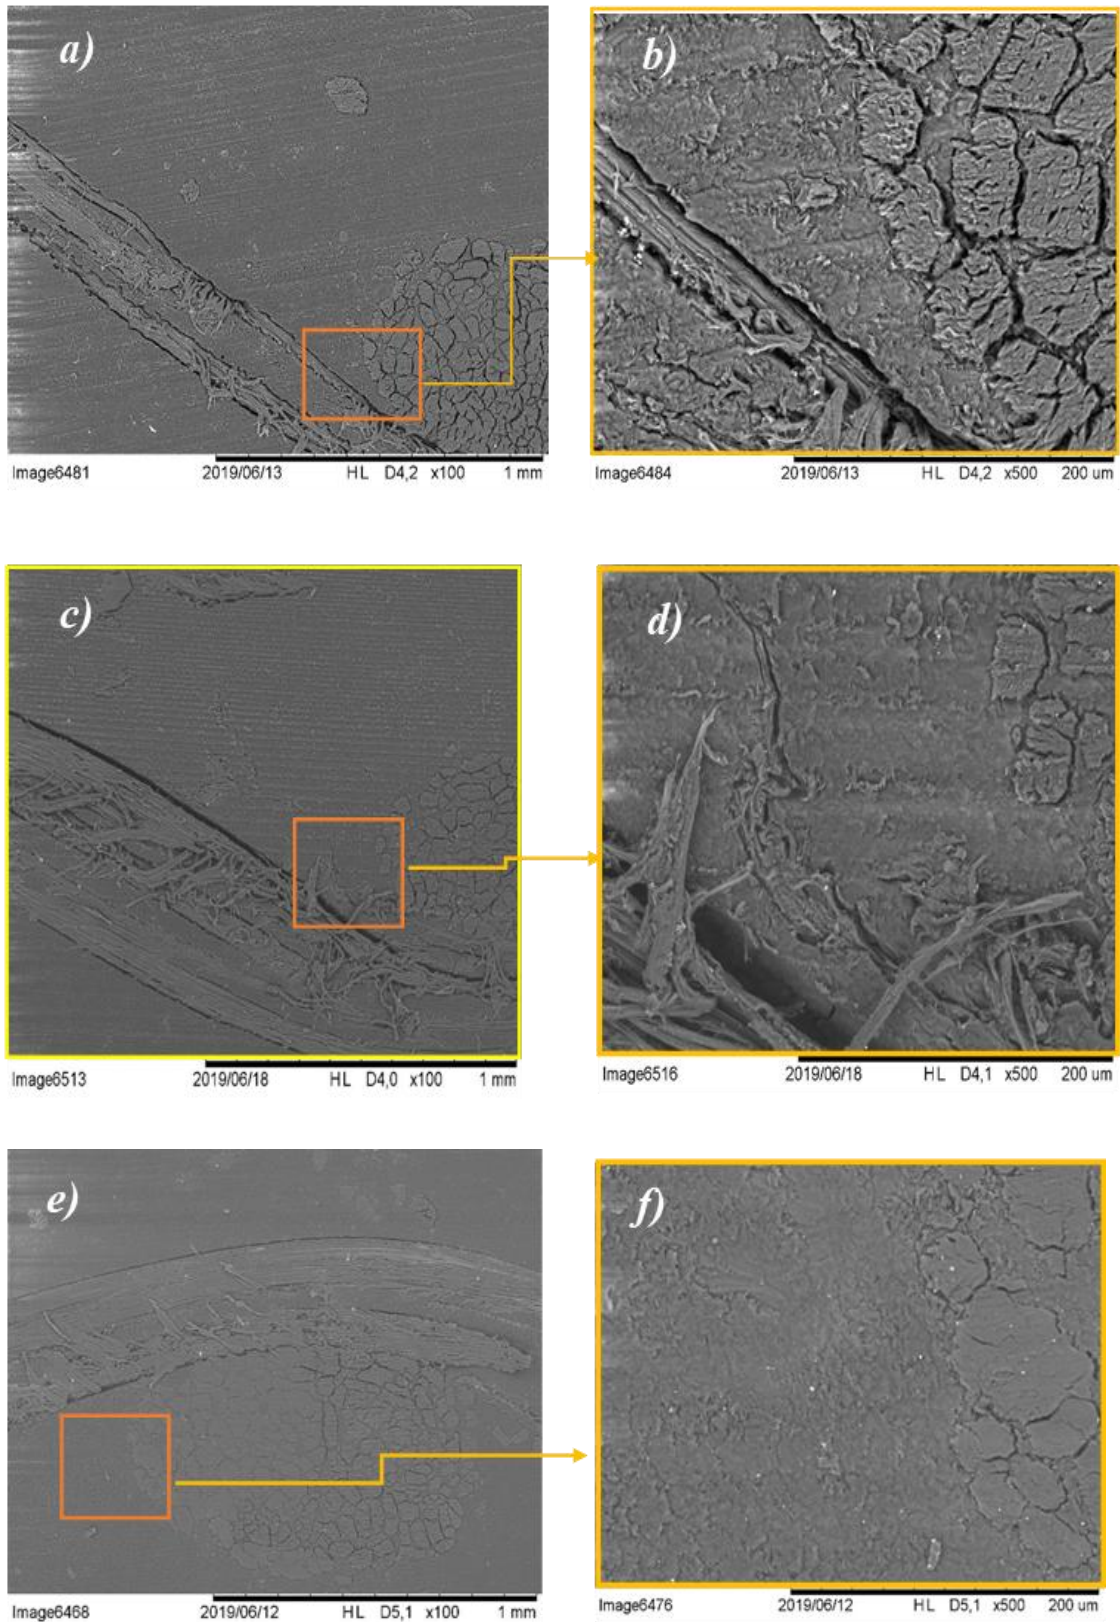 a)
b)
Image6481 2019/06/13 HL D4,2 x100 1 mm
Image6484 2019/06/13 HL D4,2 x500 200 um
c)
d)
Image6513 2019/06/18 HL D4,0 x100 1 mm
Image6516 2019/06/18 HL D4,1 x500 200 um
e)
f)
Image6468 2019/06/12 HL D5,1 x100 1 mm
Image6476 2019/06/12 HL D5,1 x500 200 um